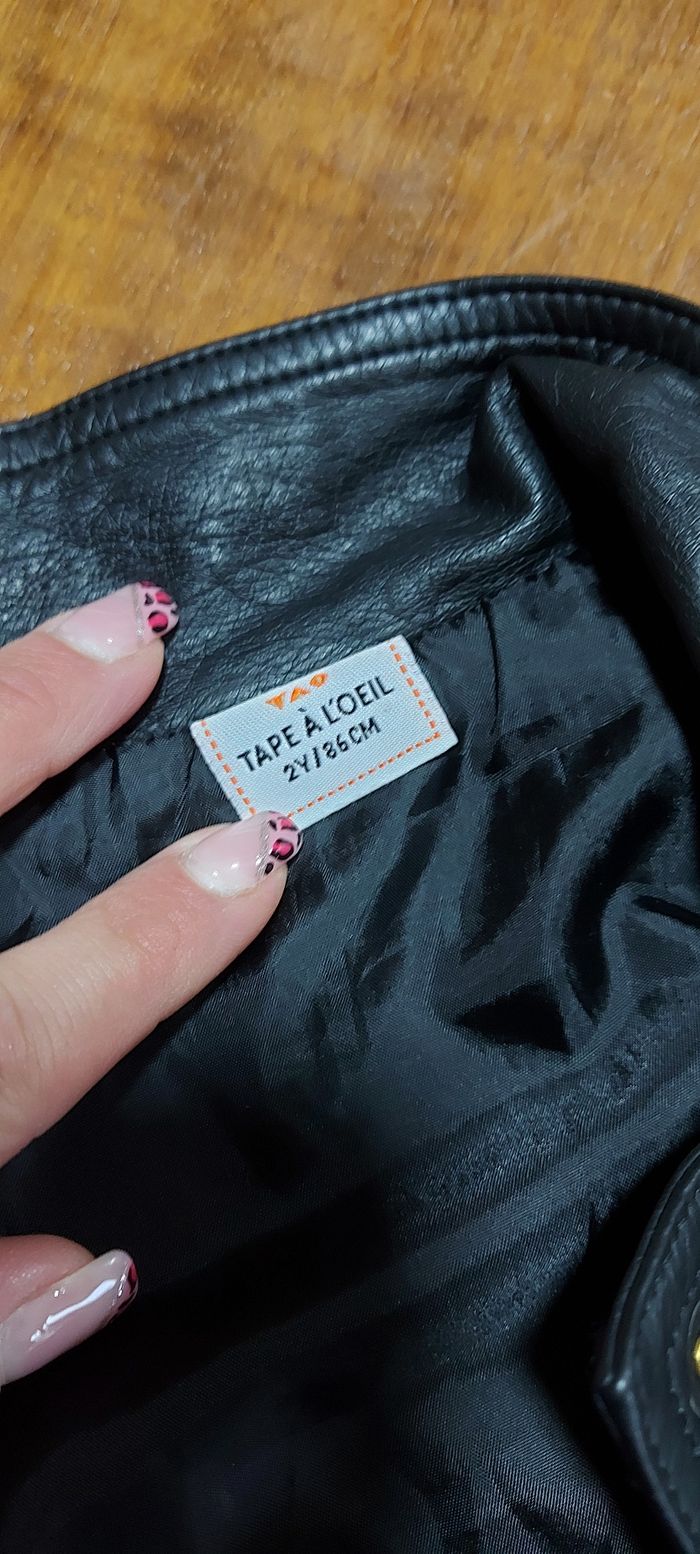 TAO
TAPE À L'OEIL
2Y/86CM